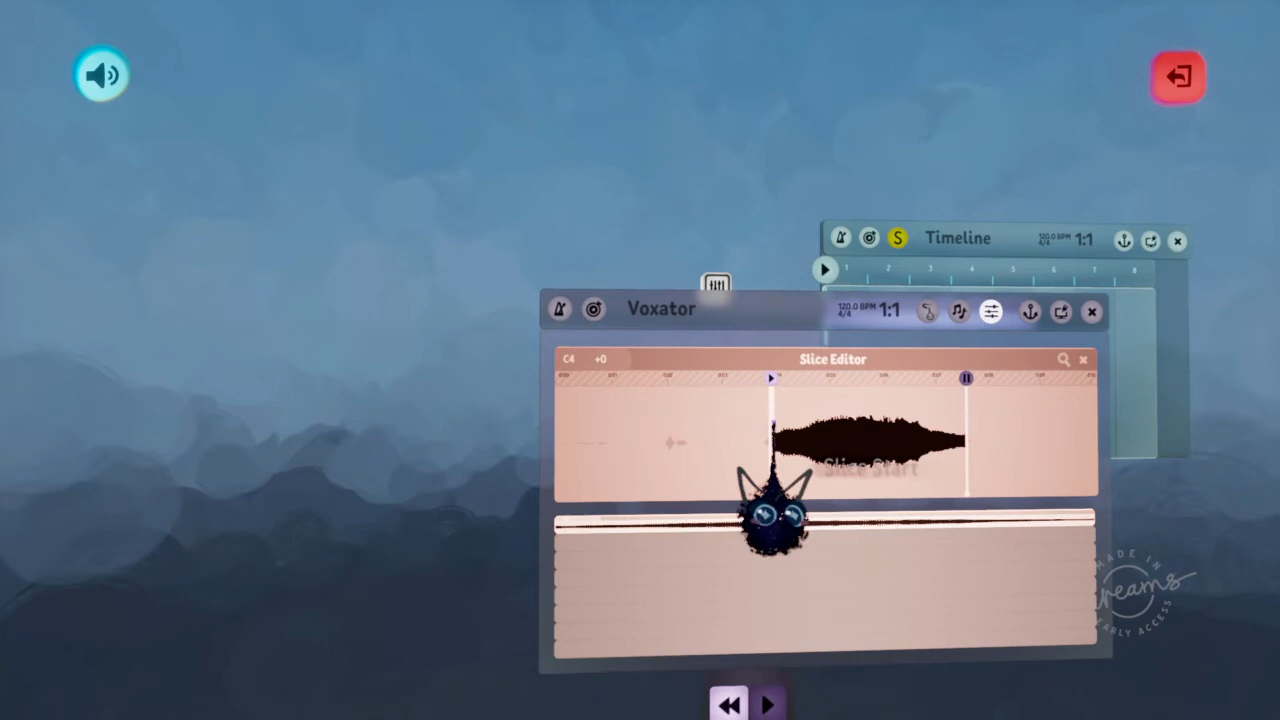 S Timeline 120.0 BPM 4/4 1:1
1 2 3 4 5 6 7 8
Voxator 120.0 BPM 4/4 1:1
C4 +0 Slice Editor
Slice Start
MADE IN
Dreams
EARLY ACCESS